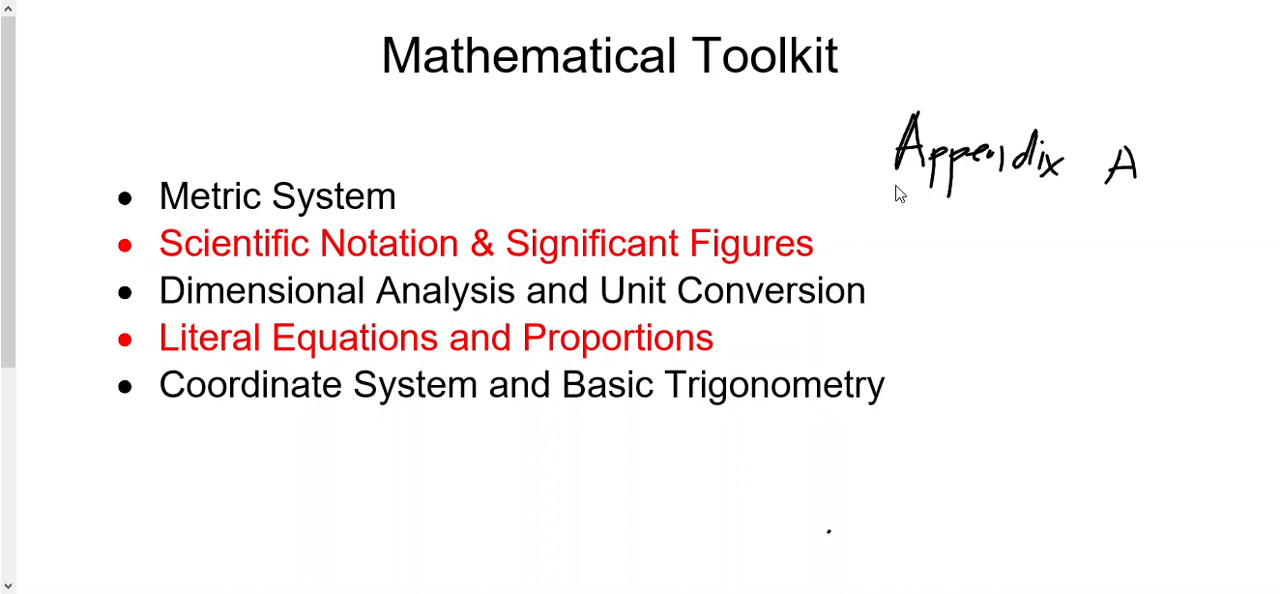 Mathematical Toolkit
Appendix A
• Metric System
• Scientific Notation & Significant Figures
• Dimensional Analysis and Unit Conversion
• Literal Equations and Proportions
• Coordinate System and Basic Trigonometry